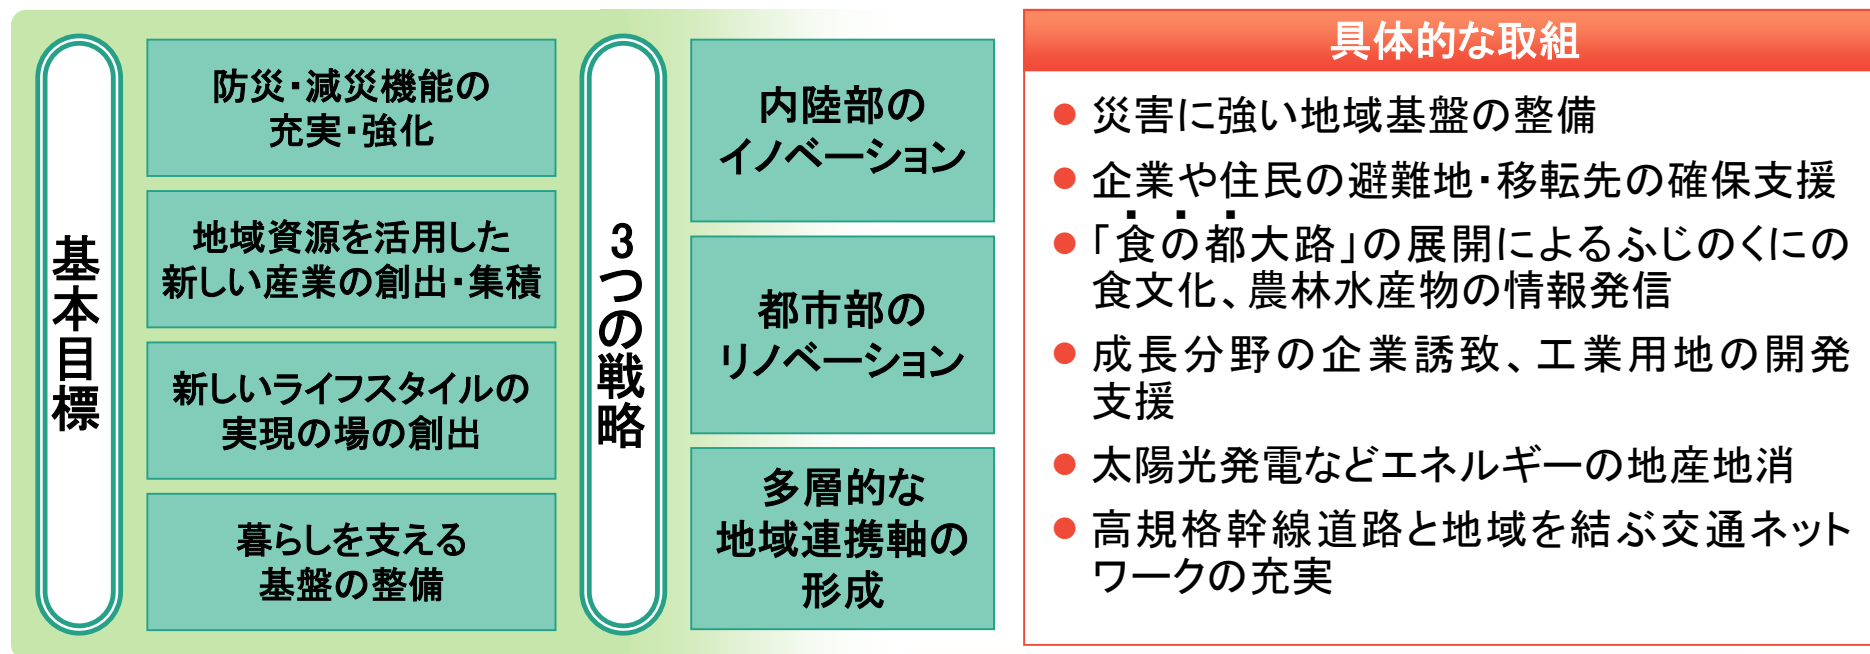 基本目標
防災・減災機能の
充実・強化
地域資源を活用した
新しい産業の創出・集積
新しいライフスタイルの
実現の場の創出
暮らしを支える
基盤の整備
3つの戦略
内陸部の
イノベーション
都市部の
リノベーション
多層的な
地域連携軸の
形成
具体的な取組
● 災害に強い地域基盤の整備
● 企業や住民の避難地・移転先の確保支援
● 「食の都大路」の展開によるふじのくにの
食文化、農林水産物の情報発信
● 成長分野の企業誘致、工業用地の開発
支援
● 太陽光発電などエネルギーの地産地消
● 高規格幹線道路と地域を結ぶ交通ネット
ワークの充実